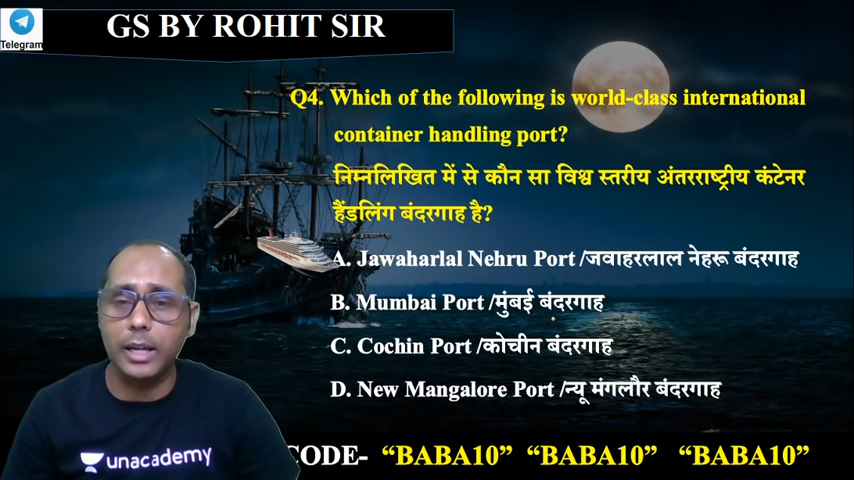 GS BY ROHIT SIR
Telegram
Q4. Which of the following is world-class international
container handling port?
निम्नलिखित में से कौन सा विश्व स्तरीय अंतरराष्ट्रीय कंटेनर
हैंडलिंग बंदरगाह है?
A. Jawaharlal Nehru Port /जवाहरलाल नेहरू बंदरगाह
B. Mumbai Port /मुंबई बंदरगाह
C. Cochin Port /कोचीन बंदरगाह
D. New Mangalore Port /न्यू मंगलौर बंदरगाह
unacademy
CODE- “BABA10” “BABA10” “BABA10”